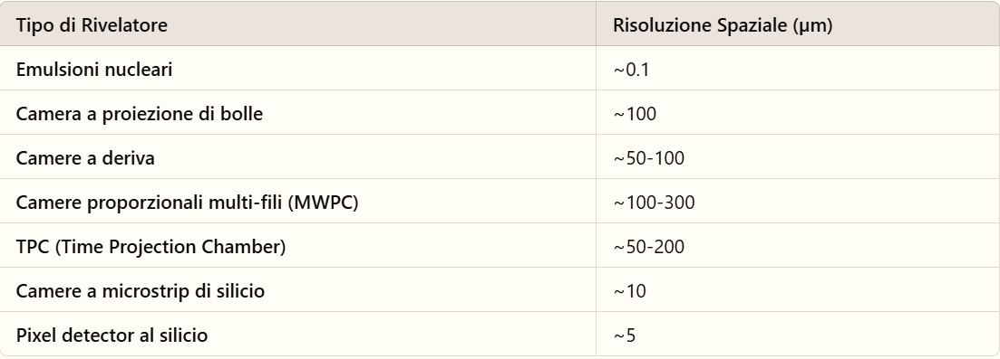 Tipo di Rivelatore Risoluzione Spaziale (µm)
Emulsioni nucleari ~0.1
Camera a proiezione di bolle ~100
Camere a deriva ~50-100
Camere proporzionali multi-fili (MWPC) ~100-300
TPC (Time Projection Chamber) ~50-200
Camere a microstrip di silicio ~10
Pixel detector al silicio ~5